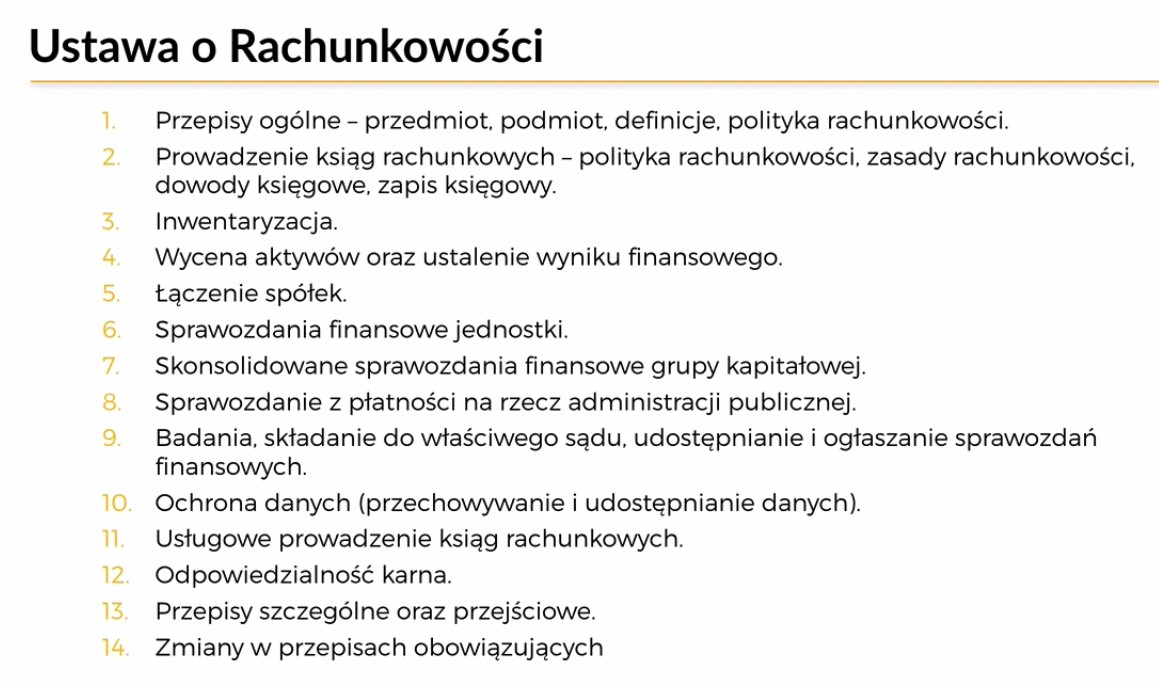 Ustawa o Rachunkowości
1. Przepisy ogólne – przedmiot, podmiot, definicje, polityka rachunkowości.
2. Prowadzenie ksiąg rachunkowych – polityka rachunkowości, zasady rachunkowości,
dowody księgowe, zapis księgowy.
3. Inwentaryzacja.
4. Wycena aktywów oraz ustalenie wyniku finansowego.
5. Łączenie spółek.
6. Sprawozdania finansowe jednostki.
7. Skonsolidowane sprawozdania finansowe grupy kapitałowej.
8. Sprawozdanie z płatności na rzecz administracji publicznej.
9. Badania, składanie do właściwego sądu, udostępnianie i ogłaszanie sprawozdań
finansowych.
10. Ochrona danych (przechowywanie i udostępnianie danych).
11. Usługowe prowadzenie ksiąg rachunkowych.
12. Odpowiedzialność karna.
13. Przepisy szczególne oraz przejściowe.
14. Zmiany w przepisach obowiązujących